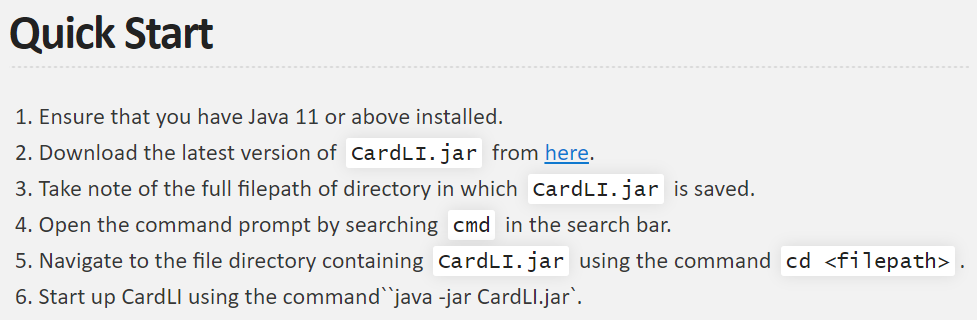 Quick Start
1. Ensure that you have Java 11 or above installed.
2. Download the latest version of CardLI.jar from here.
3. Take note of the full filepath of directory in which CardLI.jar is saved.
4. Open the command prompt by searching cmd in the search bar.
5. Navigate to the file directory containing CardLI.jar using the command cd <filepath> .
6. Start up CardLI using the command``java -jar CardLI.jar`.